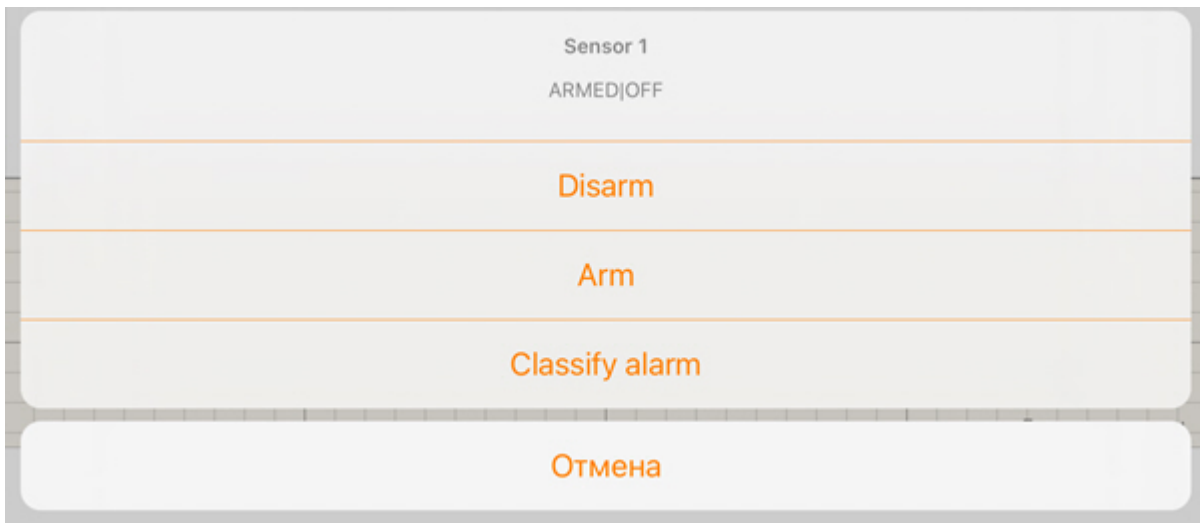 Sensor 1
ARMED|OFF
Disarm
Arm
Classify alarm
Отмена